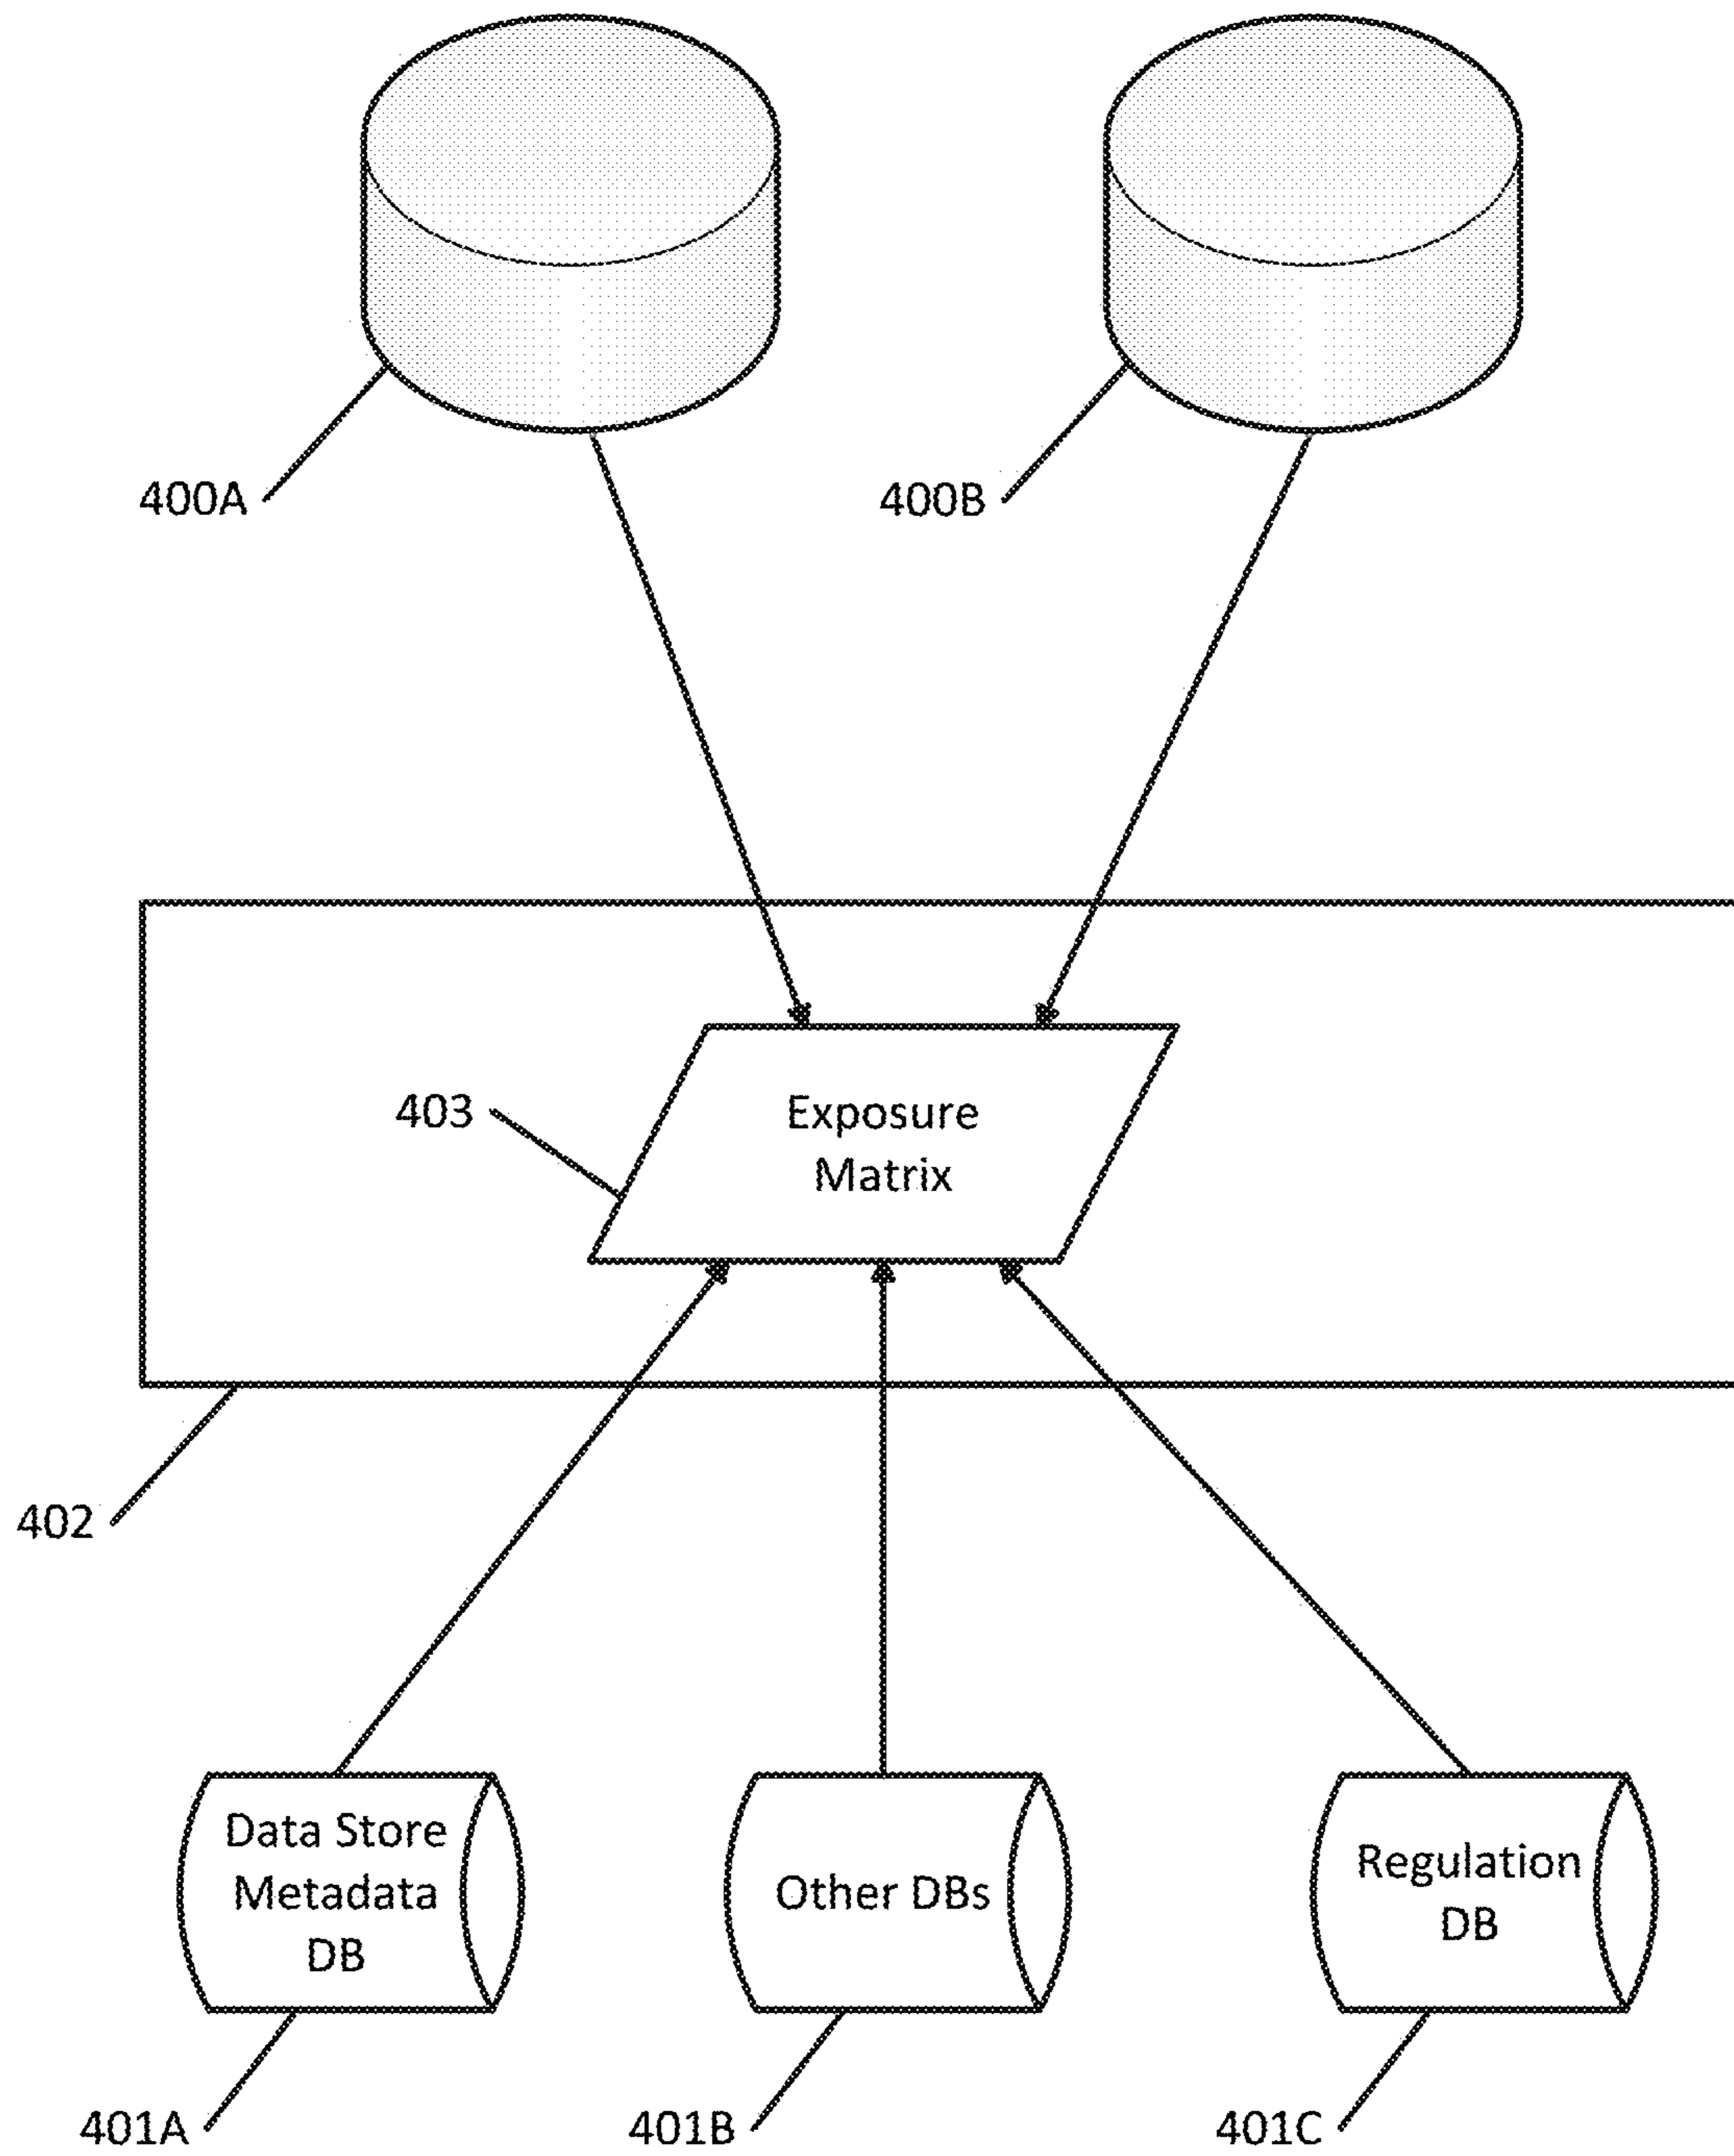 400A
400B
403
Exposure
Matrix
402
Data Store
Metadata
DB
Other DBs
Regulation
DB
401A
401B
401C